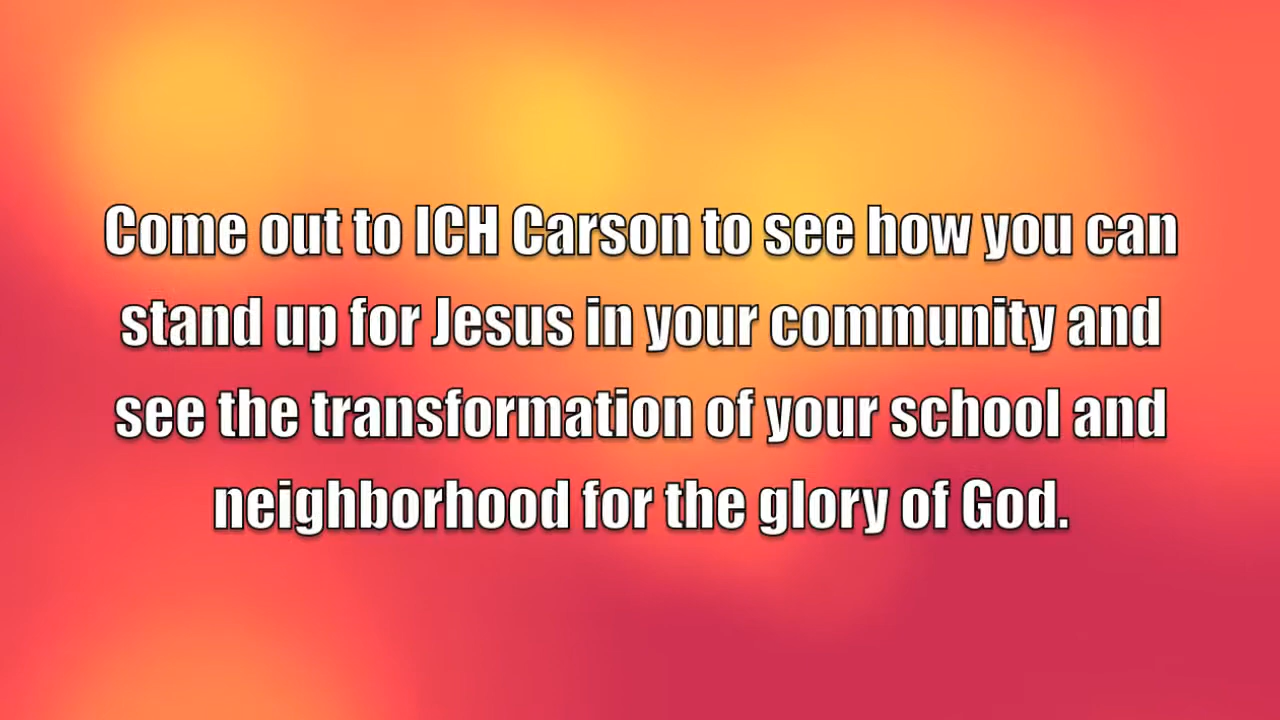 Come out to ICH Carson to see how you can
stand up for Jesus in your community and
see the transformation of your school and
neighborhood for the glory of God.